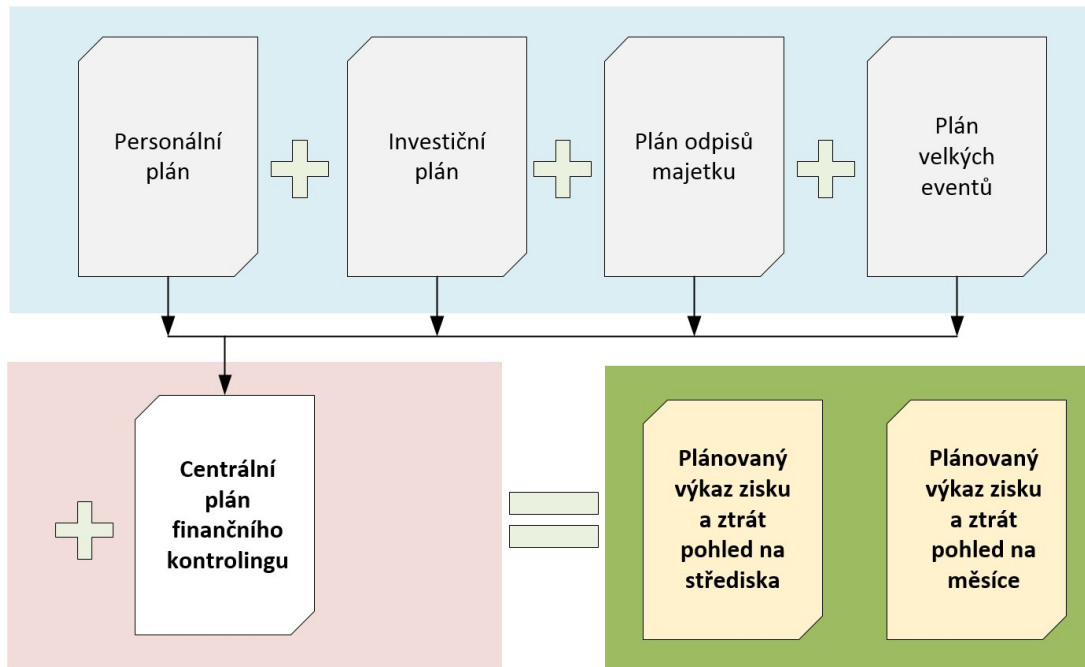 Personální
plán
Investiční
plán
Plán odpisů
majetku
Plán
velkých
eventů
Centrální
plán
finančního
kontrolingu
Plánovaný
výkaz zisku
a ztrát
pohled na
střediska
Plánovaný
výkaz zisku
a ztrát
pohled na
měsíce